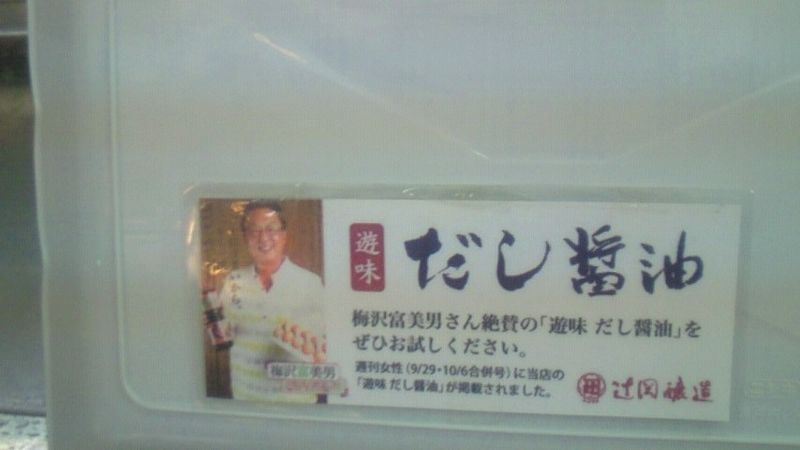 遊味
だし醤油
梅沢富美男さん絶賛の「遊味 だし醤油」を
ぜひお試しください。
週刊女性(9/29・10/6合併号)に当店の
「遊味 だし醤油」が掲載されました。
辻岡醸造
梅沢富美男